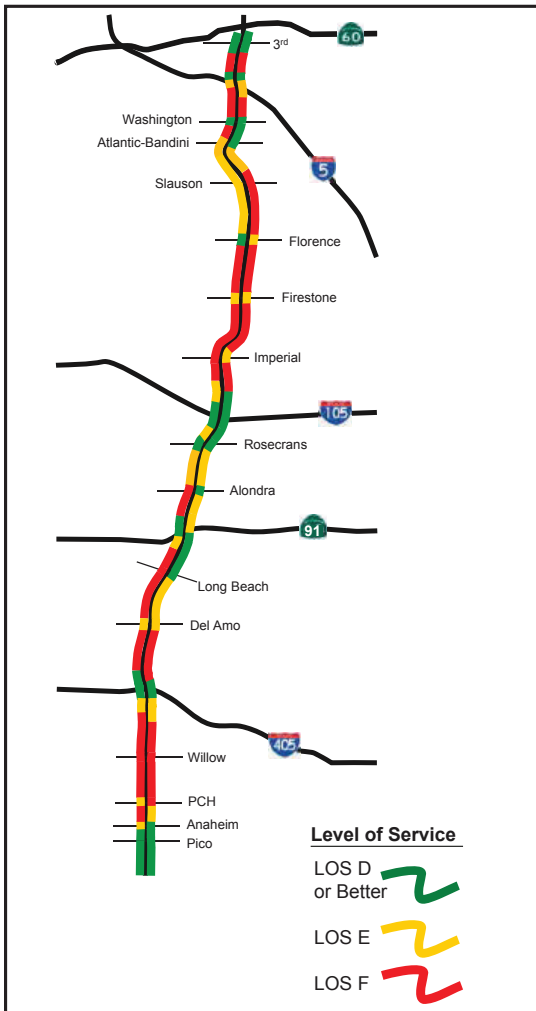 60
3rd
Washington
Atlantic-Bandini
5
Slauson
Florence
Firestone
Imperial
105
Rosecrans
Alondra
91
Long Beach
Del Amo
405
Willow
PCH
Anaheim
Pico
Level of Service
LOS D
or Better
LOS E
LOS F